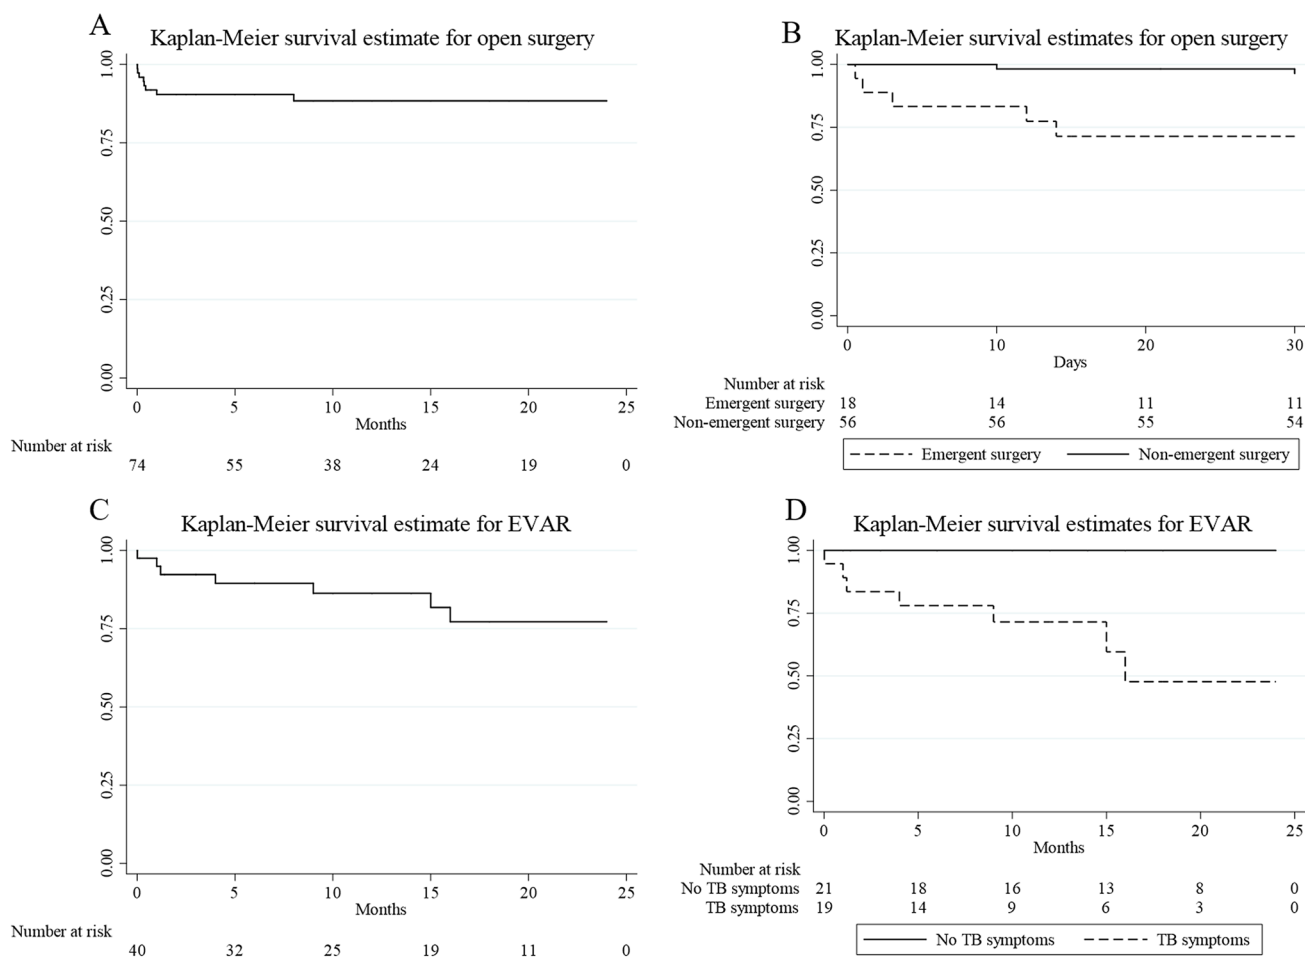 A
Kaplan-Meier survival estimate for open surgery
1.00
0.75
0.50
0.25
0.00
0 5 10 15 20 25
Months
Number at risk
74 55 38 24 19 0
B
Kaplan-Meier survival estimates for open surgery
1.00
0.75
0.50
0.25
0.00
0 10 20 30
Days
Number at risk
Emergent surgery 18 14 11 11
Non-emergent surgery 56 56 55 54
Emergent surgery Non-emergent surgery
C
Kaplan-Meier survival estimate for EVAR
1.00
0.75
0.50
0.25
0.00
0 5 10 15 20 25
Months
Number at risk
40 32 25 19 11 0
D
Kaplan-Meier survival estimates for EVAR
1.00
0.75
0.50
0.25
0.00
0 5 10 15 20 25
Months
Number at risk
No TB symptoms 21 18 16 13 8 0
TB symptoms 19 14 9 6 3 0
No TB symptoms TB symptoms